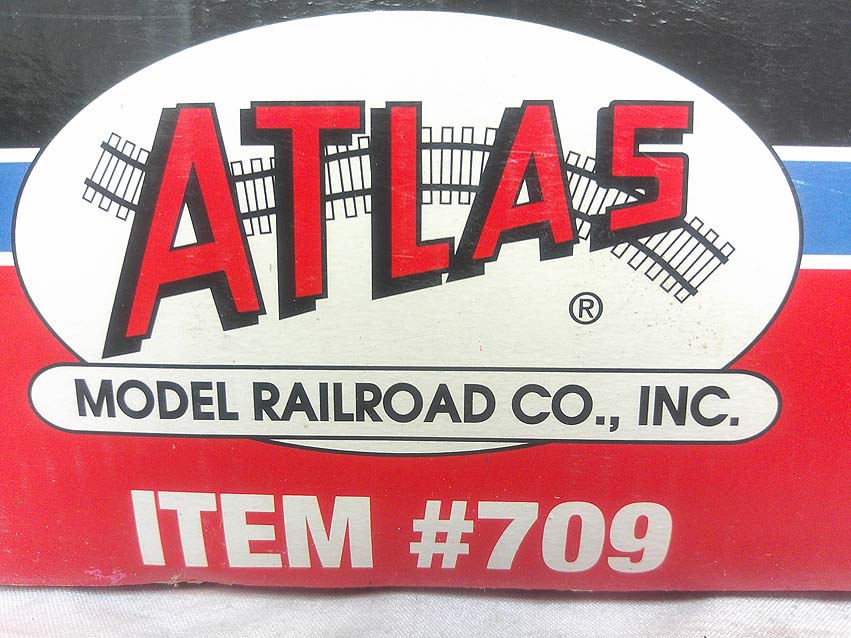 ATLAS
®
MODEL RAILROAD CO., INC.
ITEM #709